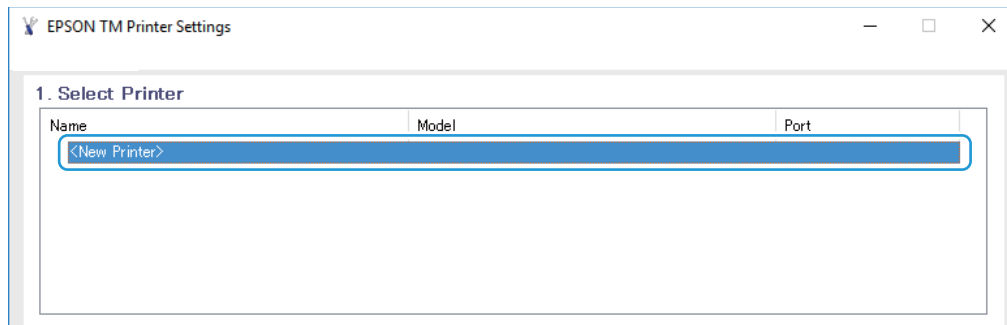 EPSON TM Printer Settings
1. Select Printer
Name Model Port
<New Printer>